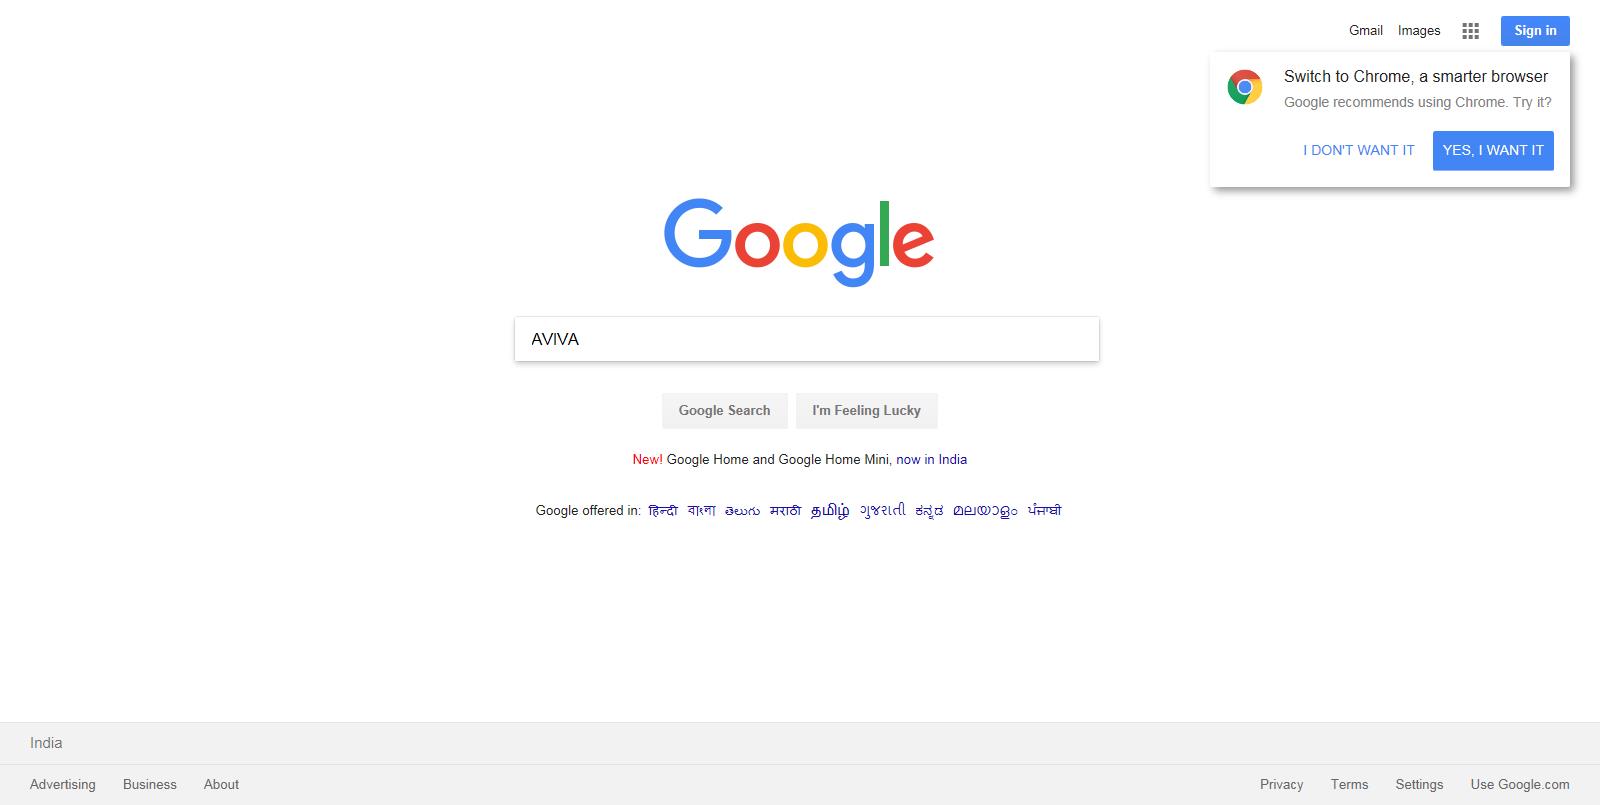 Gmail Images Sign in
Switch to Chrome, a smarter browser
Google recommends using Chrome. Try it?
I DON'T WANT IT YES, I WANT IT
Google
AVIVA
Google Search I'm Feeling Lucky
New! Google Home and Google Home Mini, now in India
Google offered in: हिन्दी বাংলা తెలుగు मराठी தமிழ் ગુજરાતી ಕನ್ನಡ മലയാളം ਪੰਜਾਬੀ
India
Advertising Business About Privacy Terms Settings Use Google.com